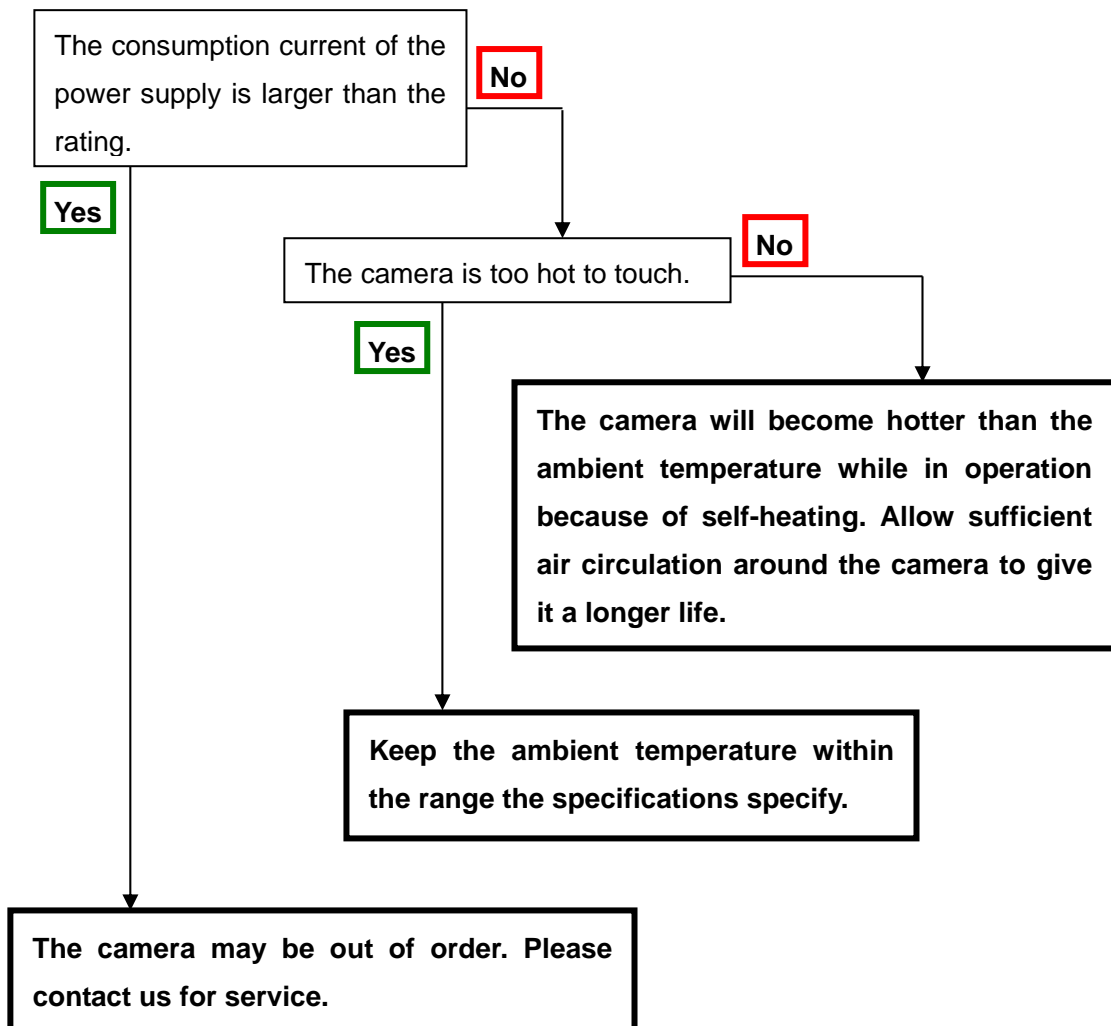 The consumption current of the
power supply is larger than the
rating.
No
Yes
The camera is too hot to touch.
No
Yes
The camera will become hotter than the
ambient temperature while in operation
because of self-heating. Allow sufficient
air circulation around the camera to give
it a longer life.
Keep the ambient temperature within
the range the specifications specify.
The camera may be out of order. Please
contact us for service.